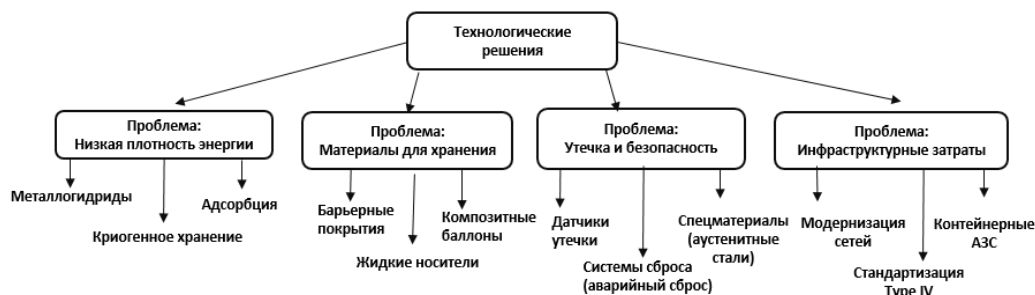 Технологические
решения
Проблема:
Низкая плотность энергии
Проблема:
Материалы для хранения
Проблема:
Утечка и безопасность
Проблема:
Инфраструктурные затраты
Металлогидриды
Криогенное хранение
Адсорбция
Барьерные
покрытия
Жидкие носители
Композитные
баллоны
Датчики
утечки
Системы сброса
(аварийный сброс)
Спецматериалы
(аустенитные
стали)
Модернизация
сетей
Стандартизация
Type IV
Контейнерные
АЗС